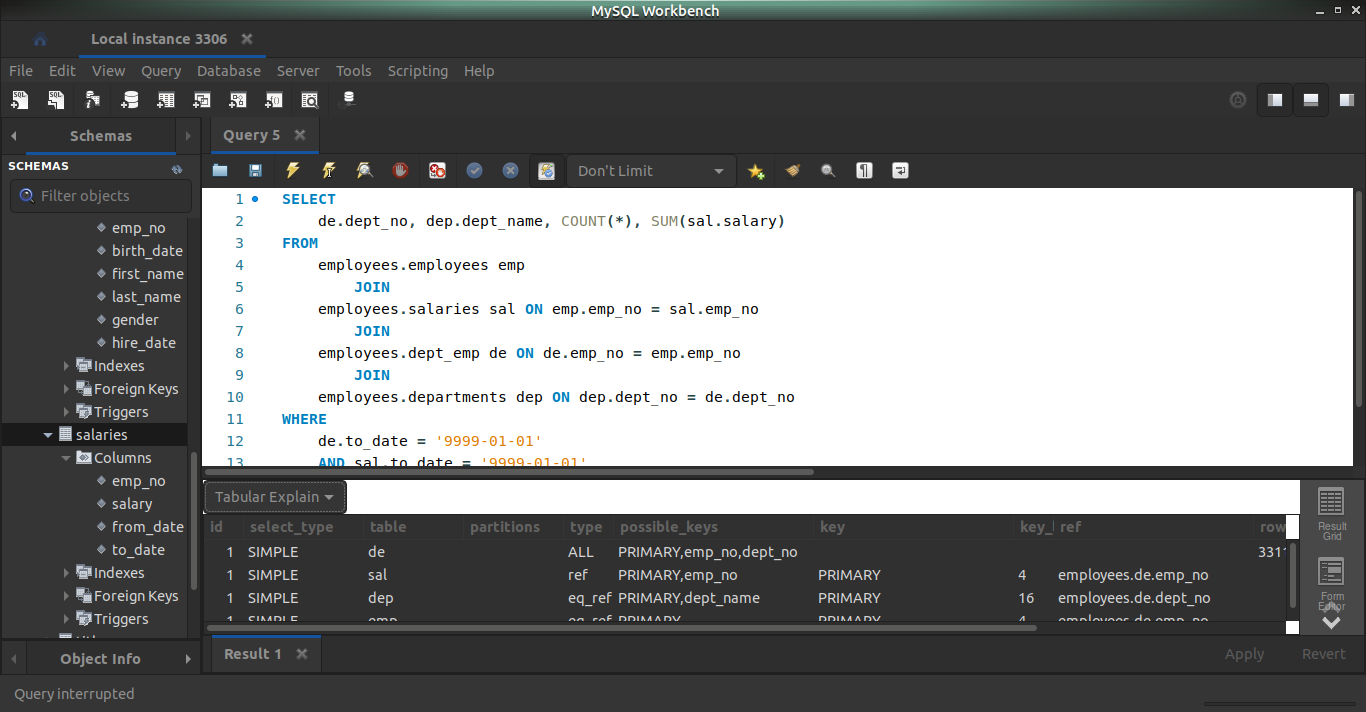 MySQL Workbench
Local instance 3306
File Edit View Query Database Server Tools Scripting Help
Schemas
Query 5
SCHEMAS
Filter objects
Don't Limit
emp_no
birth_date
first_name
last_name
gender
hire_date
Indexes
Foreign Keys
Triggers
salaries
Columns
emp_no
salary
from_date
to_date
Indexes
Foreign Keys
Triggers
1 SELECT
2 de.dept_no, dep.dept_name, COUNT(*), SUM(sal.salary)
3 FROM
4 employees.employees emp
5 JOIN
6 employees.salaries sal ON emp.emp_no = sal.emp_no
7 JOIN
8 employees.dept_emp de ON de.emp_no = emp.emp_no
9 JOIN
10 employees.departments dep ON dep.dept_no = de.dept_no
11 WHERE
12 de.to_date = '9999-01-01'
13 AND sal.to_date = '9999-01-01'
Tabular Explain
id select_type table partitions type possible_keys key key_ ref row
1 SIMPLE de ALL PRIMARY,emp_no,dept_no 3311
1 SIMPLE sal ref PRIMARY,emp_no PRIMARY 4 employees.de.emp_no
1 SIMPLE dep eq_ref PRIMARY,dept_name PRIMARY 16 employees.de.dept_no
1 SIMPLE emp eq_ref PRIMARY PRIMARY 4 employees.de.emp_no
Result
Grid
Form
Editor
Result 1
Apply Revert
Object Info
Query interrupted